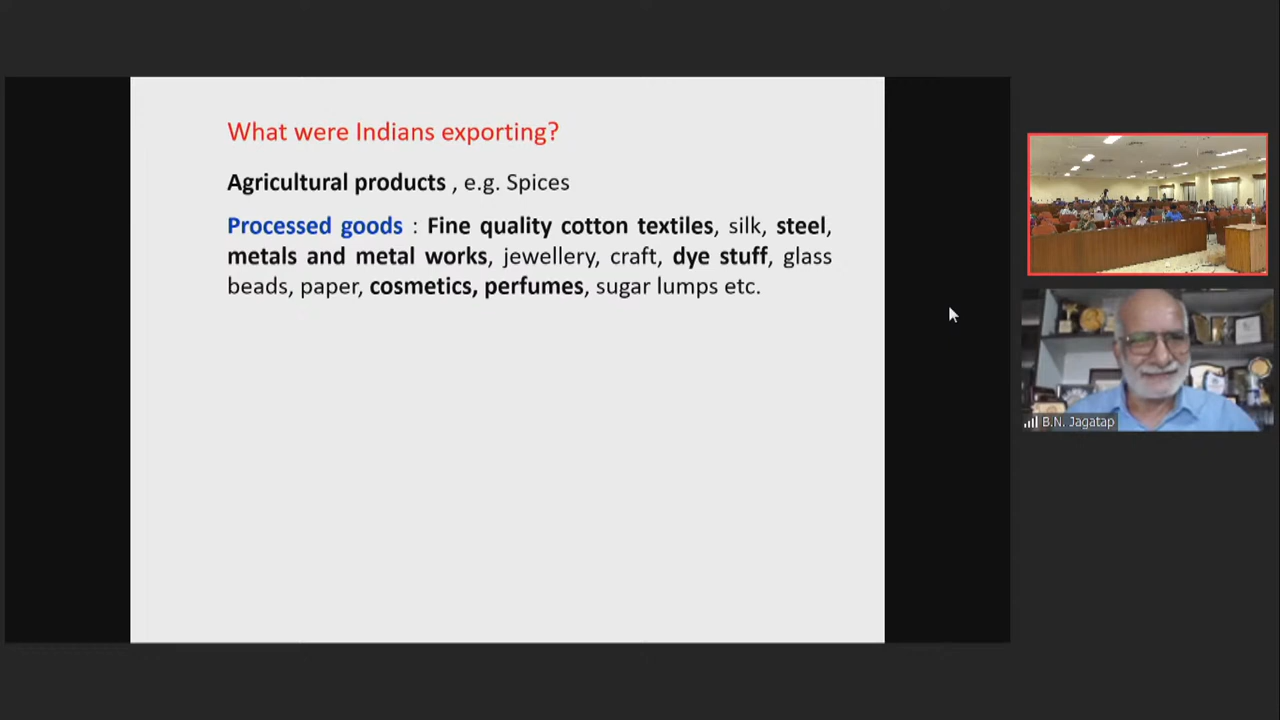 What were Indians exporting?
Agricultural products , e.g. Spices
Processed goods : Fine quality cotton textiles, silk, steel,
metals and metal works, jewellery, craft, dye stuff, glass
beads, paper, cosmetics, perfumes, sugar lumps etc.
B.N. Jagatap